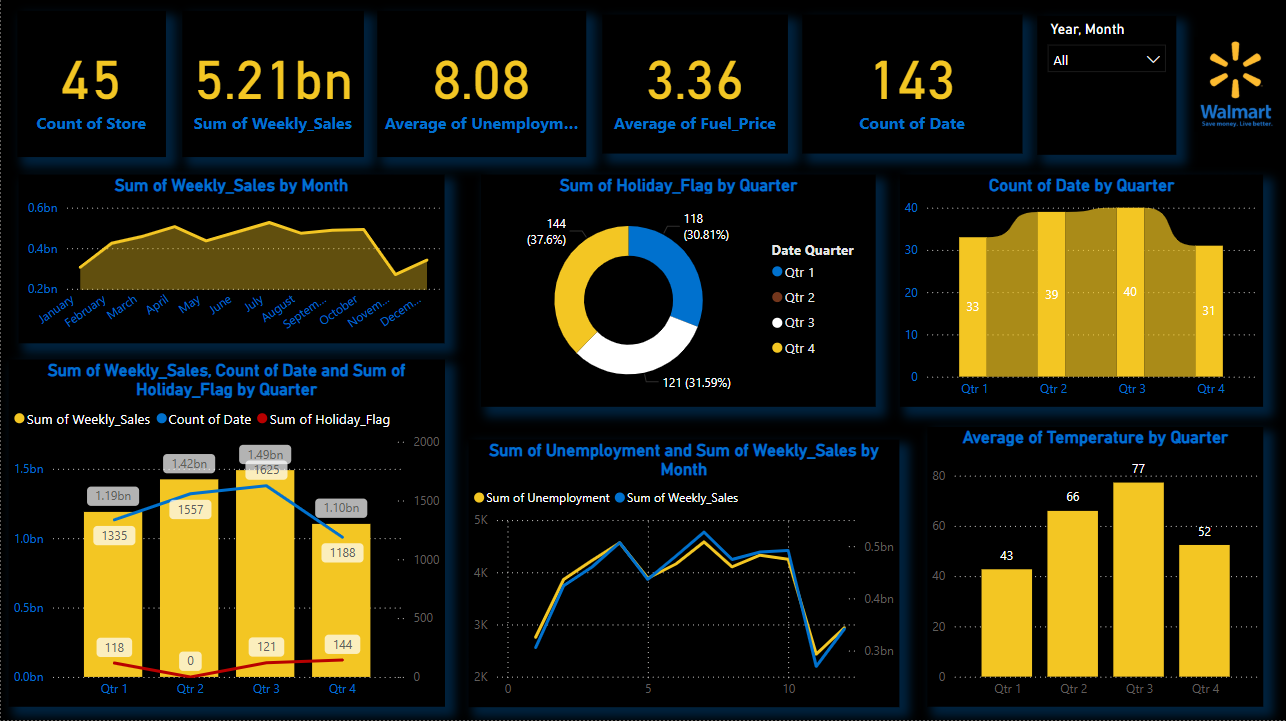 45
Count of Store
5.21bn
Sum of Weekly_Sales
8.08
Average of Unemploym...
3.36
Average of Fuel_Price
143
Count of Date
Year, Month
All
Walmart
Save money. Live better.
Sum of Weekly_Sales by Month
0.6bn
0.4bn
0.2bn
January
February
March
April
May
June
July
August
Septem...
October
Novem...
Decem...
Sum of Holiday_Flag by Quarter
144
(37.6%)
118
(30.81%)
121 (31.59%)
Date Quarter
Qtr 1
Qtr 2
Qtr 3
Qtr 4
Count of Date by Quarter
40
30
20
10
0
33
39
40
31
Qtr 1
Qtr 2
Qtr 3
Qtr 4
Sum of Weekly_Sales, Count of Date and Sum of
Holiday_Flag by Quarter
Sum of Weekly_Sales
Count of Date
Sum of Holiday_Flag
1.5bn
1.0bn
0.5bn
0.0bn
2000
1500
1000
500
0
1.19bn
1.42bn
1.49bn
1.10bn
1335
1557
1625
1188
118
0
121
144
Qtr 1
Qtr 2
Qtr 3
Qtr 4
Sum of Unemployment and Sum of Weekly_Sales by
Month
Sum of Unemployment
Sum of Weekly_Sales
5K
4K
3K
2K
0.5bn
0.4bn
0.3bn
0
5
10
Average of Temperature by Quarter
80
60
40
20
0
43
66
77
52
Qtr 1
Qtr 2
Qtr 3
Qtr 4